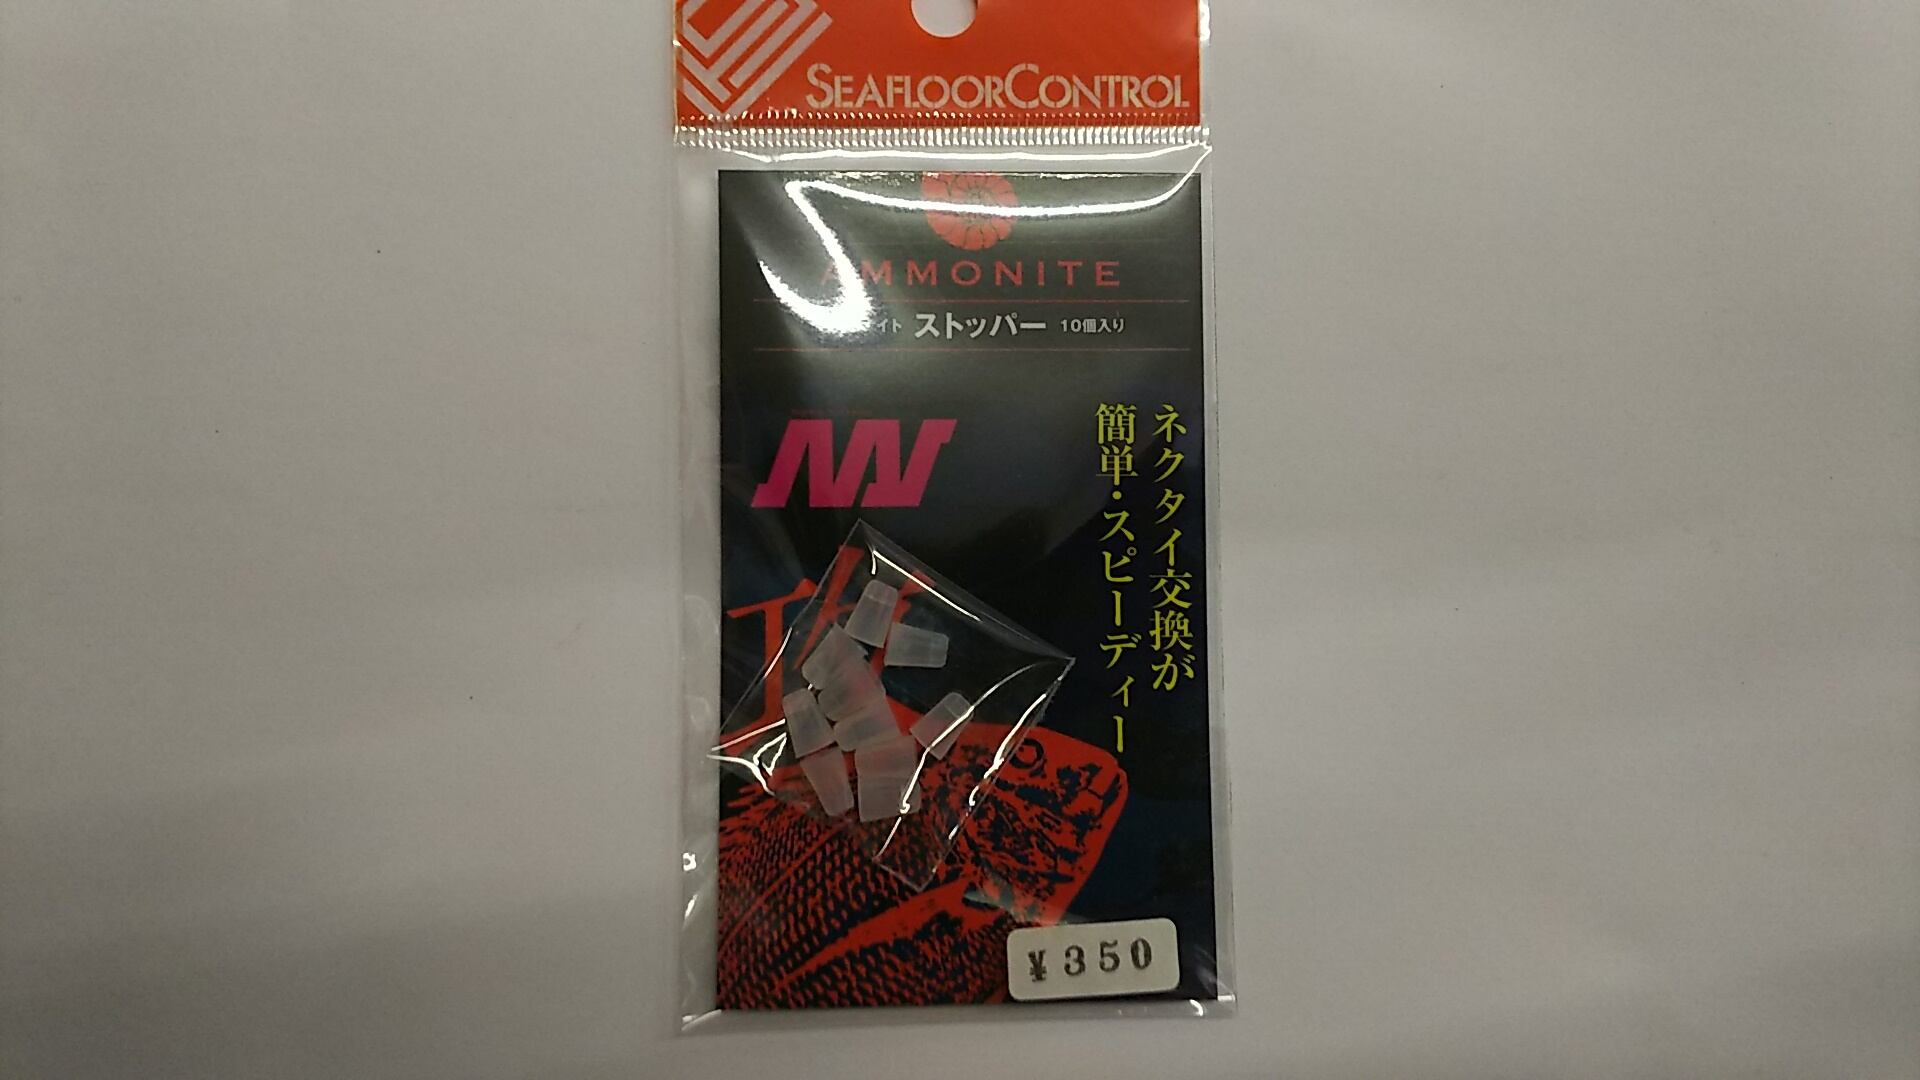 SEAFLOORCONTROL
AMMONITE
イト ストッパー 10個入り
ネクタイ交換が
簡単・スピーディー
¥350